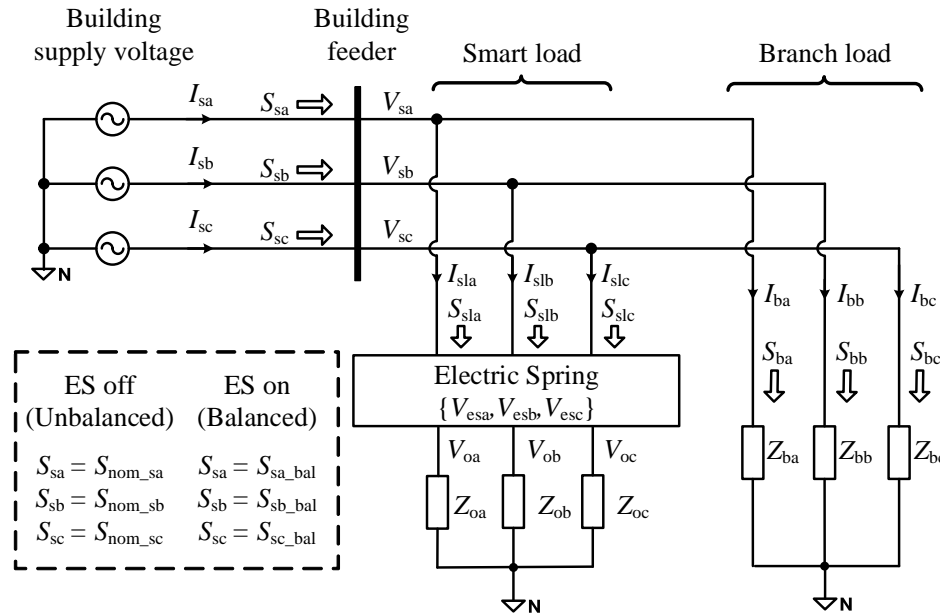 Building supply voltage
Building feeder
Smart load
Branch load
I_sa
S_sa
V_sa
I_sb
S_sb
V_sb
I_sc
S_sc
V_sc
N
I_sla
I_slb
I_slc
S_sla
S_slb
S_slc
I_ba
I_bb
I_bc
S_ba
S_bb
S_bc
Electric Spring
{V_esa, V_esb, V_esc}
V_oa
V_ob
V_oc
Z_oa
Z_ob
Z_oc
N
Z_ba
Z_bb
Z_bc
N
ES off
(Unbalanced)
S_sa = S_nom_sa
S_sb = S_nom_sb
S_sc = S_nom_sc
ES on
(Balanced)
S_sa = S_sa_bal
S_sb = S_sb_bal
S_sc = S_sc_bal